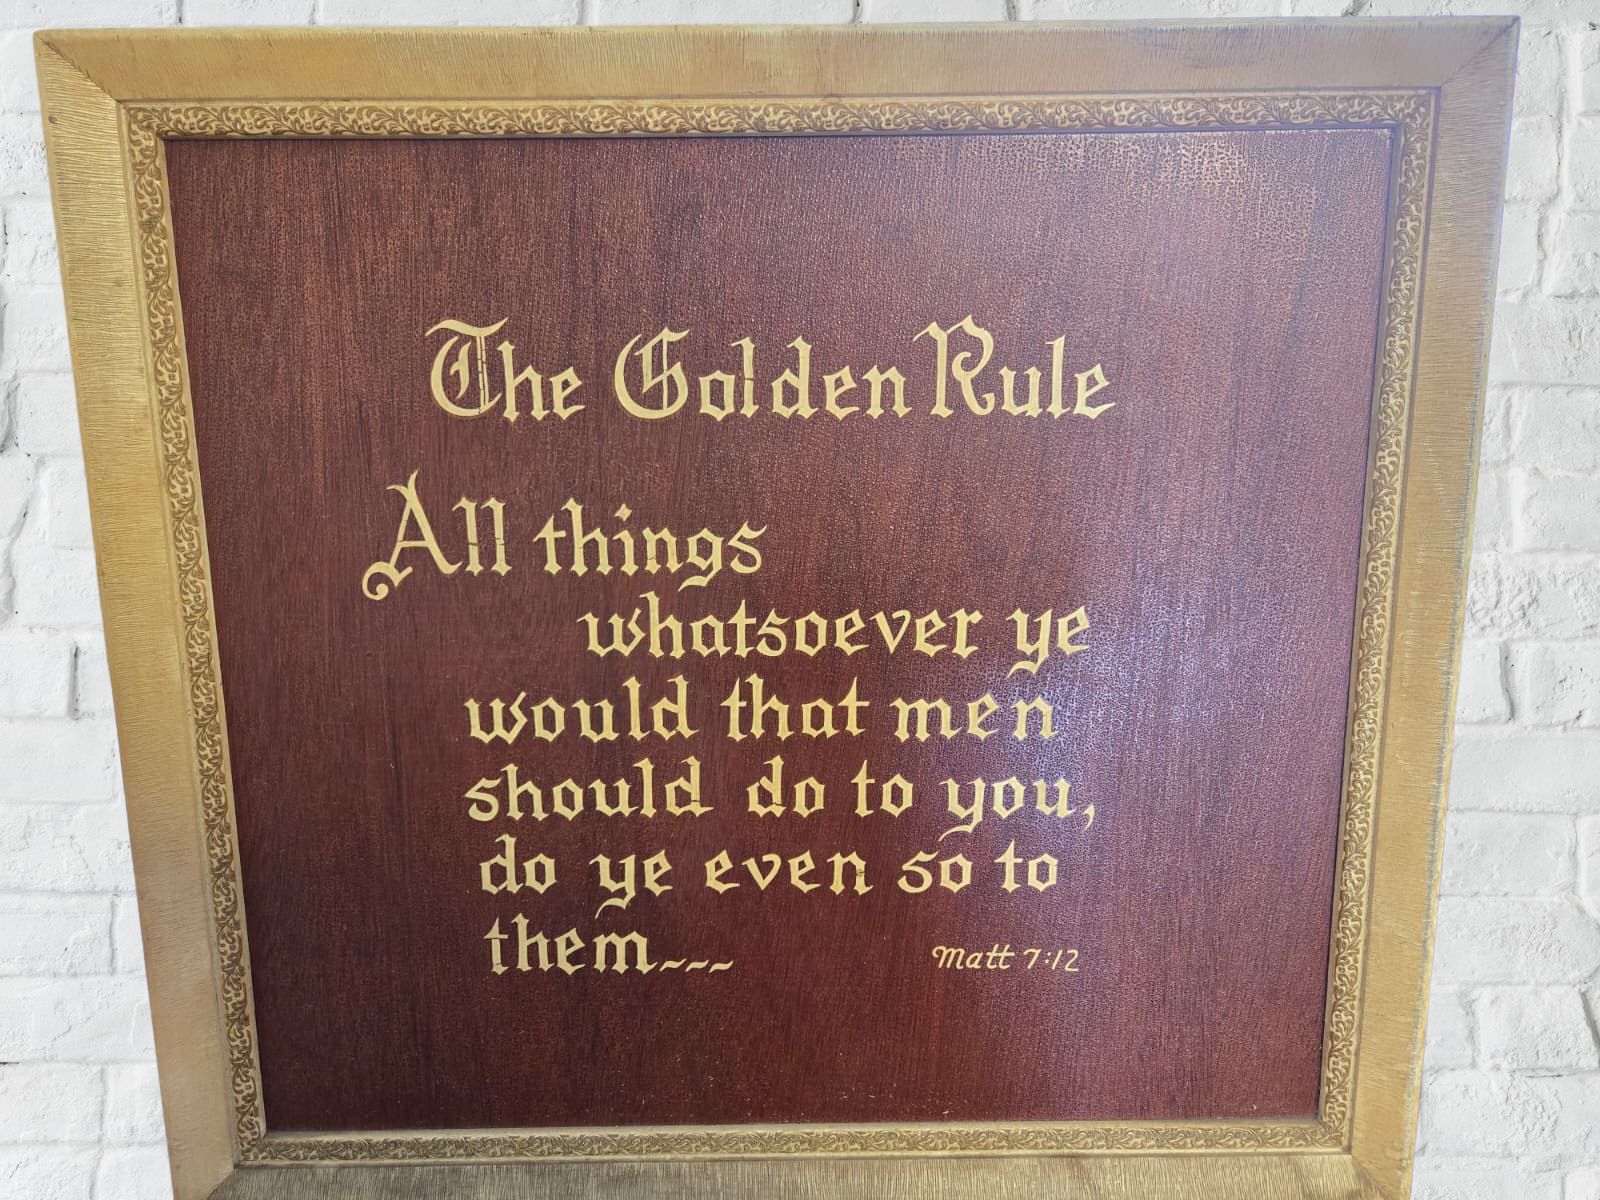 The Golden Rule
All things
whatsoever ye
would that men
should do to you,
do ye even so to
them---
Matt 7:12